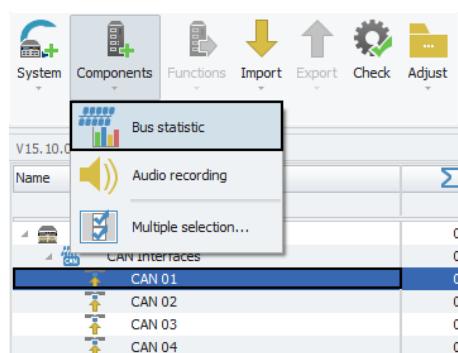 System Components Functions Import Export Check Adjust
Bus statistic
V15.10.0
Audio recording
Name
Multiple selection...
CAN Interfaces
CAN 01
CAN 02
CAN 03
CAN 04